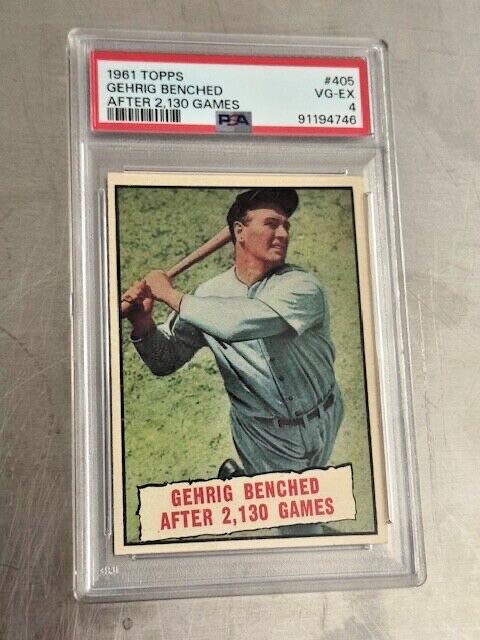 1961 TOPPS #405
GEHRIG BENCHED VG-EX
AFTER 2,130 GAMES 4
PSA 91194746
GEHRIG BENCHED
AFTER 2,130 GAMES